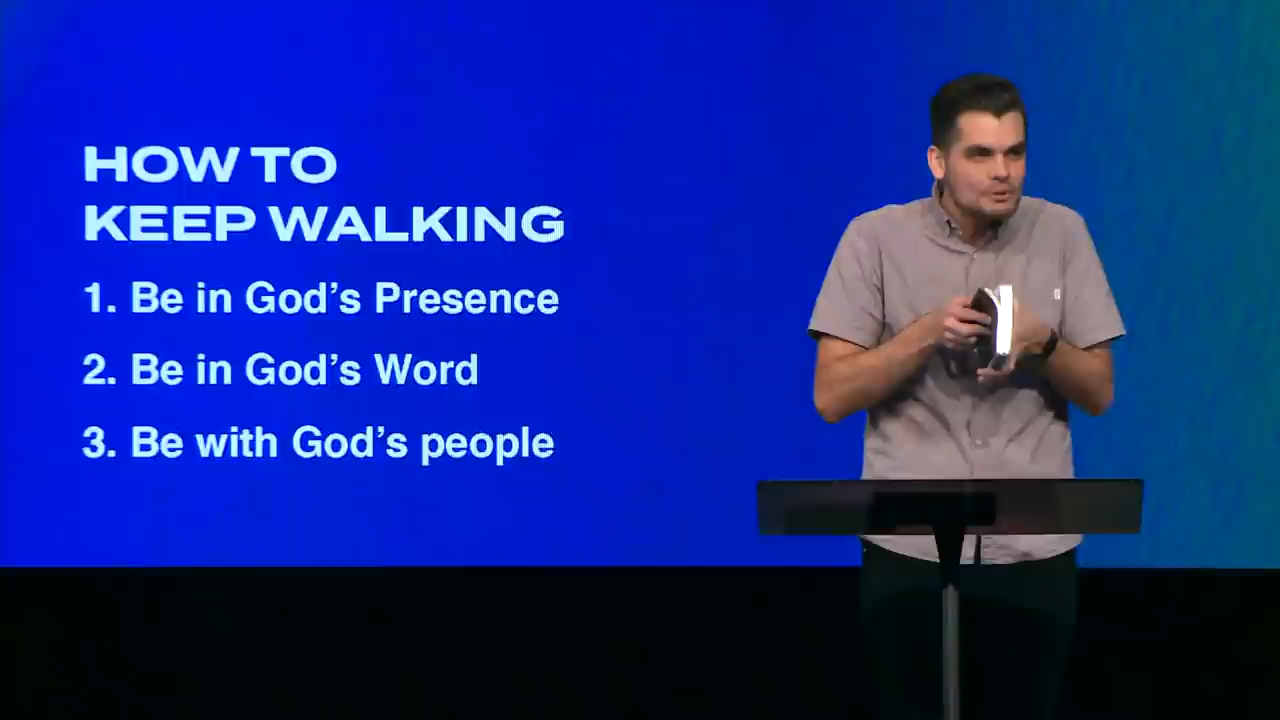 HOW TO
KEEP WALKING
1. Be in God’s Presence
2. Be in God’s Word
3. Be with God’s people